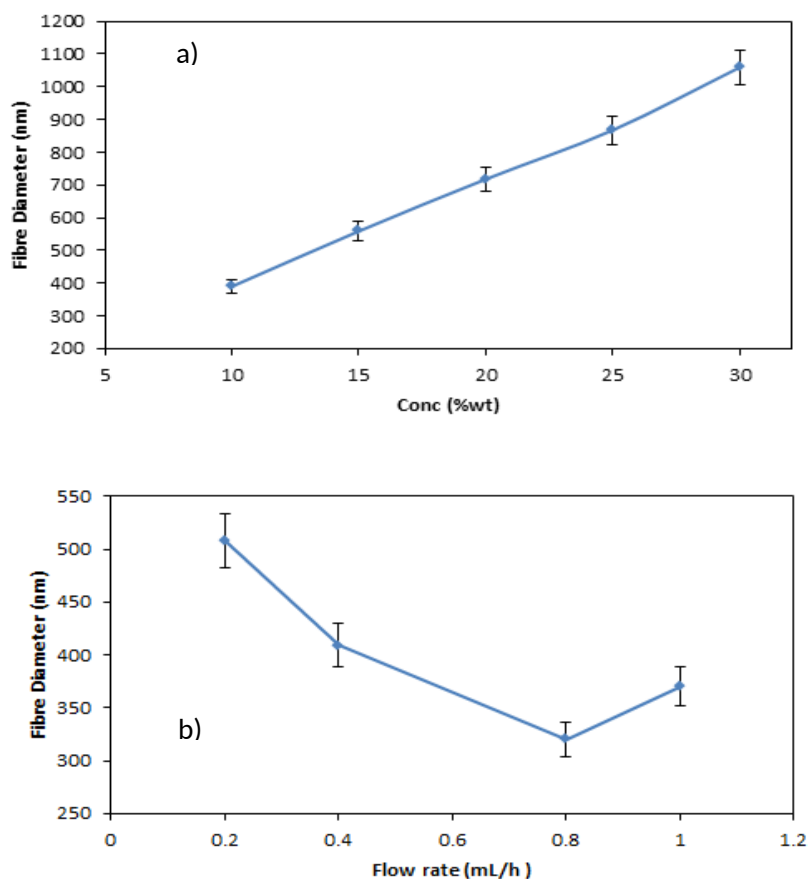 a)
Fibre Diameter (nm)
1200
1100
1000
900
800
700
600
500
400
300
200
5 10 15 20 25 30
Conc (%wt)
b)
Fibre Diameter (nm)
550
500
450
400
350
300
250
0 0.2 0.4 0.6 0.8 1 1.2
Flow rate (mL/h )